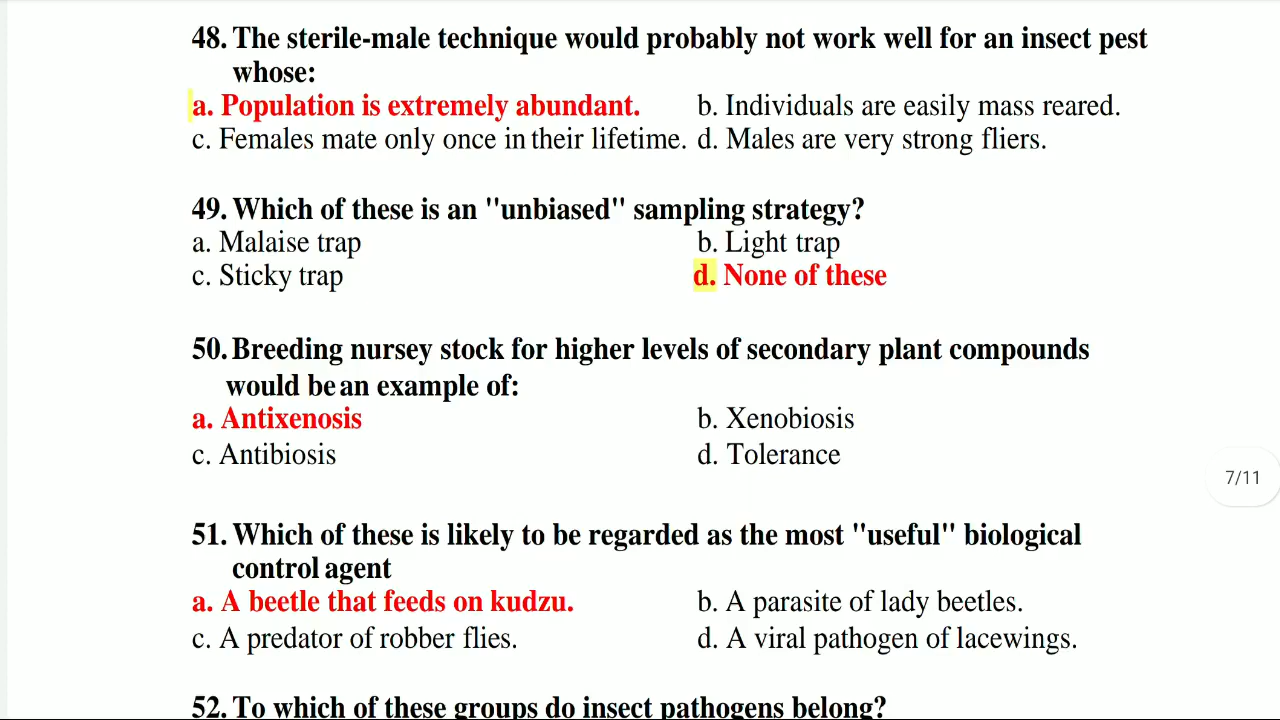 48. The sterile-male technique would probably not work well for an insect pest
whose:
a. Population is extremely abundant. b. Individuals are easily mass reared.
c. Females mate only once in their lifetime. d. Males are very strong fliers.
49. Which of these is an "unbiased" sampling strategy?
a. Malaise trap b. Light trap
c. Sticky trap d. None of these
50. Breeding nursey stock for higher levels of secondary plant compounds
would be an example of:
a. Antixenosis b. Xenobiosis
c. Antibiosis d. Tolerance
7/11
51. Which of these is likely to be regarded as the most "useful" biological
control agent
a. A beetle that feeds on kudzu. b. A parasite of lady beetles.
c. A predator of robber flies. d. A viral pathogen of lacewings.
52. To which of these groups do insect pathogens belong?